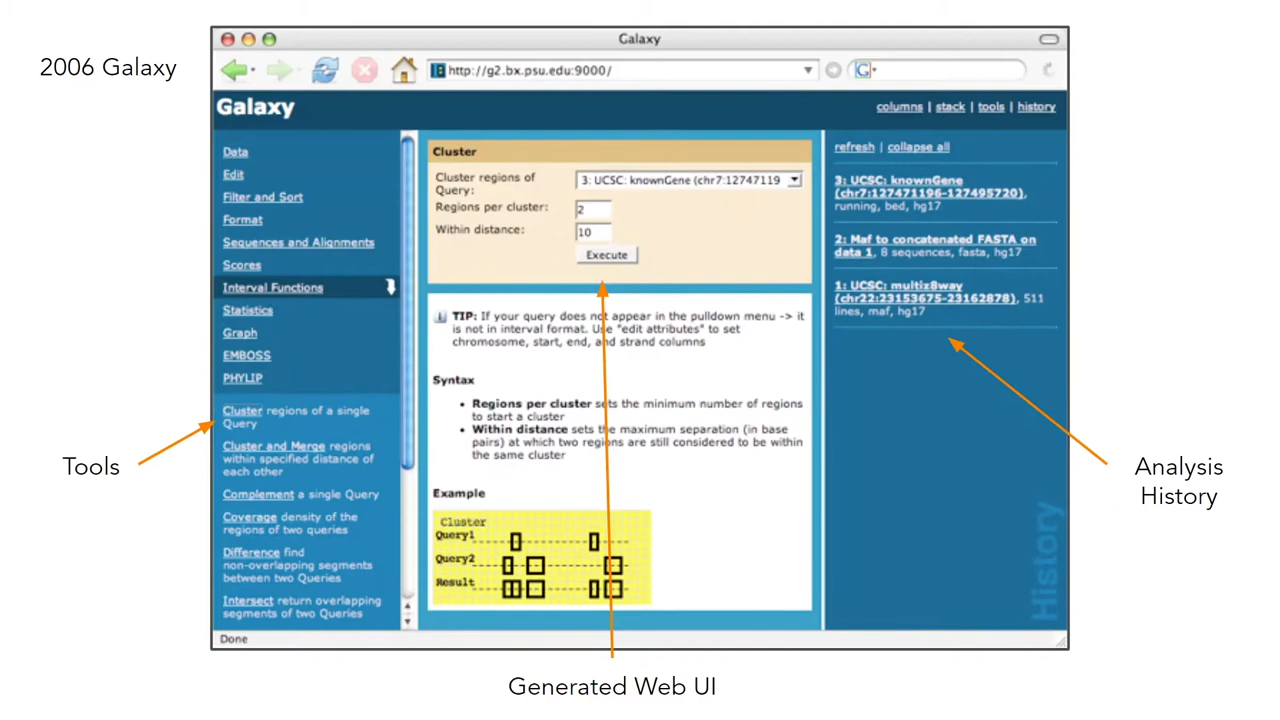 2006 Galaxy
Galaxy
http://g2.bx.psu.edu:9000/
G
Galaxy
columns | stack | tools | history
Data
Edit
Filter and Sort
Format
Sequences and Alignments
Scores
Interval Functions
Statistics
Graph
EMBOSS
PHYLIP
Cluster regions of a single
Query
Cluster and Merge regions
within specified distance of
each other
Complement a single Query
Coverage density of the
regions of two queries
Difference find
non-overlapping segments
between two Queries
Intersect return overlapping
segments of two Queries
Cluster
Cluster regions of
Query:
3: UCSC: knownGene (chr7:12747119
Regions per cluster:
2
Within distance:
10
Execute
TIP: If your query does not appear in the pulldown menu -> it
is not in interval format. Use "edit attributes" to set
chromosome, start, end, and strand columns
Syntax
• Regions per cluster sets the minimum number of regions
to start a cluster
• Within distance sets the maximum separation (in base
pairs) at which two regions are still considered to be within
the same cluster
Example
Cluster
Query1
Query2
Result
refresh | collapse all
3: UCSC: knownGene
(chr7:127471196-127495720),
running, bed, hg17
2: Maf to concatenated FASTA on
data 1, 8 sequences, fasta, hg17
1: UCSC: multiz8way
(chr22:23153675-23162878), 511
lines, maf, hg17
History
Done
Tools
Analysis
History
Generated Web UI